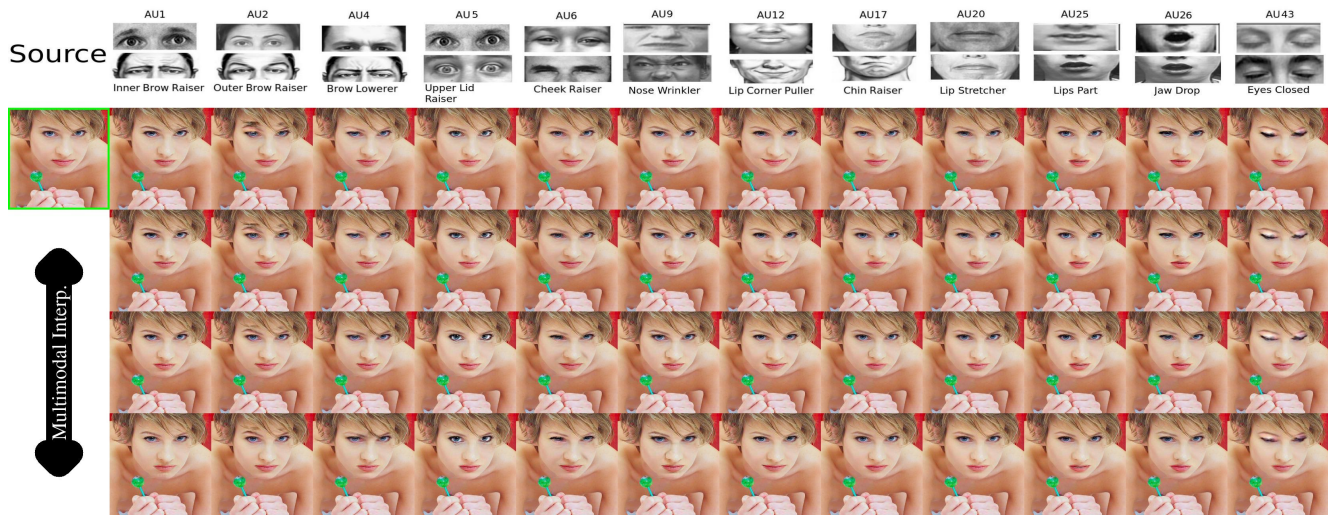 AU1 AU2 AU4 AU5 AU6 AU9 AU12 AU17 AU20 AU25 AU26 AU43
Source
Inner Brow Raiser Outer Brow Raiser Brow Lowerer Upper Lid Cheek Raiser Nose Wrinkler Lip Corner Puller Chin Raiser Lip Stretcher Lips Part Jaw Drop Eyes Closed
Raiser
Multimodal Interp.